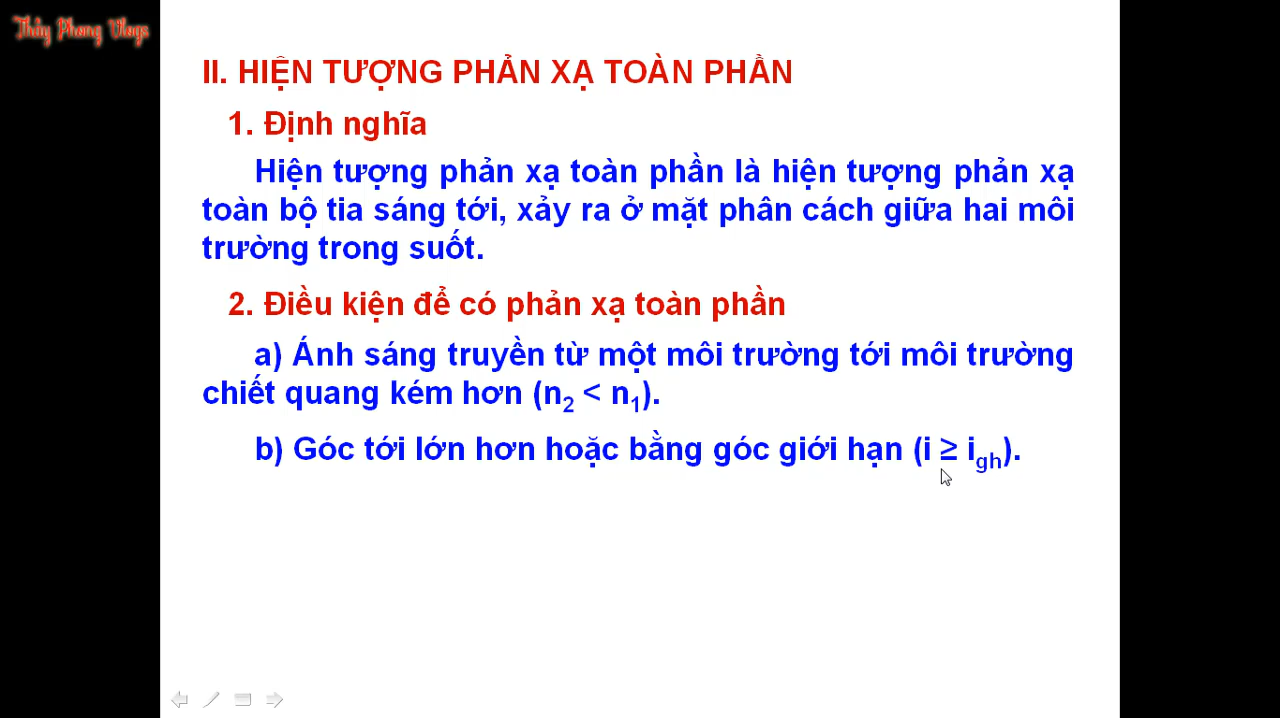 Thầy Phong Vlogs
II. HIỆN TƯỢNG PHẢN XẠ TOÀN PHẦN
1. Định nghĩa
Hiện tượng phản xạ toàn phần là hiện tượng phản xạ
toàn bộ tia sáng tới, xảy ra ở mặt phân cách giữa hai môi
trường trong suốt.
2. Điều kiện để có phản xạ toàn phần
a) Ánh sáng truyền từ một môi trường tới môi trường
chiết quang kém hơn (n₂ < n₁).
b) Góc tới lớn hơn hoặc bằng góc giới hạn (i ≥ i_gh).